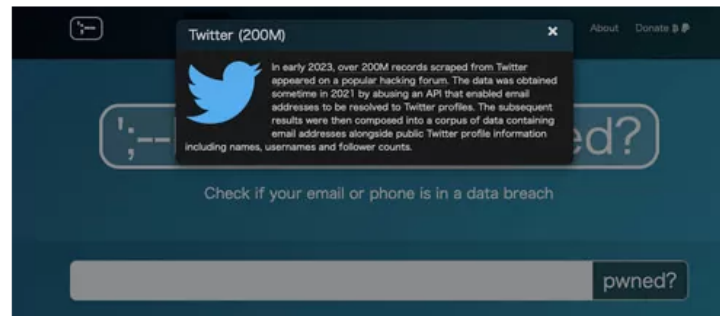 ';--
Twitter (200M)
×
About
Donate
In early 2023, over 200M records scraped from Twitter
appeared on a popular hacking forum. The data was obtained
sometime in 2021 by abusing an API that enabled email
addresses to be resolved to Twitter profiles. The subsequent
results were then composed into a corpus of data containing
email addresses alongside public Twitter profile information
including names, usernames and follower counts.
';--
ed?
Check if your email or phone is in a data breach
pwned?